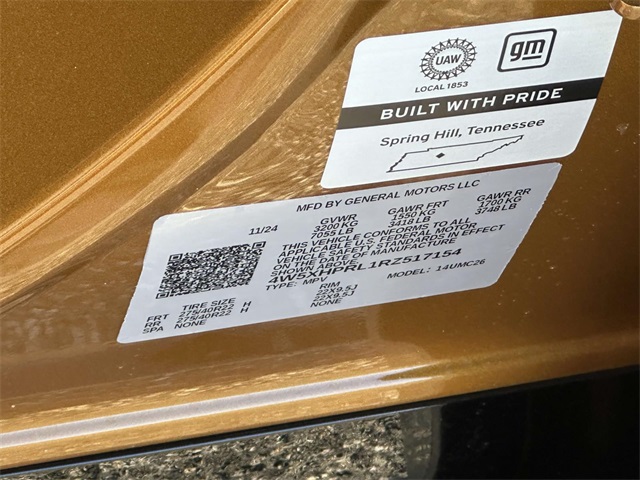 UAW
LOCAL 1853
gm
BUILT WITH PRIDE
Spring Hill, Tennessee
MFD BY GENERAL MOTORS LLC
11/24 GVWR GAWR FRT GAWR RR
3200 KG 1550 KG 1700 KG
7055 LB 3418 LB 3748 LB
THIS VEHICLE CONFORMS TO ALL
APPLICABLE U.S. FEDERAL MOTOR
VEHICLE SAFETY STANDARDS IN EFFECT
ON THE DATE OF MANUFACTURE
SHOWN ABOVE.
4W5XHPRL1RZ517154
TYPE: MPV MODEL: 14UMC26
TIRE SIZE RIM
FRT 275/40R22 H 22X9.5J
RR 275/40R22 H 22X9.5J
SPA NONE NONE